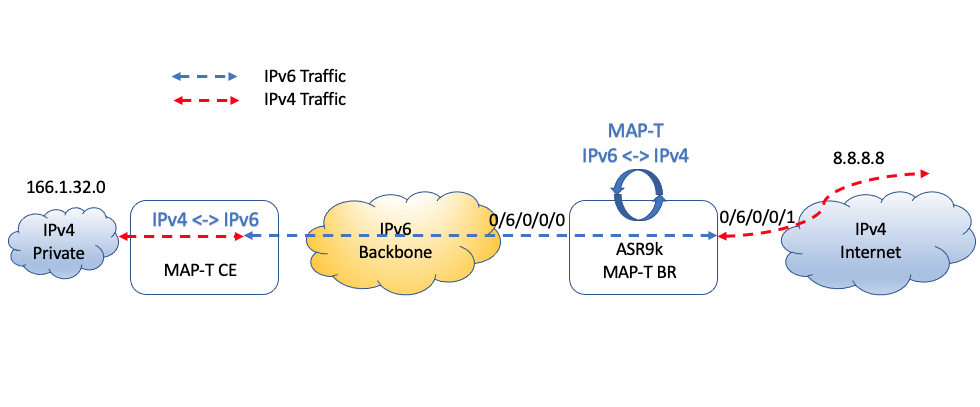 IPv6 Traffic
IPv4 Traffic
MAP-T
IPv6 <-> IPv4
8.8.8.8
166.1.32.0
IPv4 <-> IPv6
0/6/0/0/0
0/6/0/0/1
IPv4
Private
MAP-T CE
IPv6
Backbone
ASR9k
MAP-T BR
IPv4
Internet